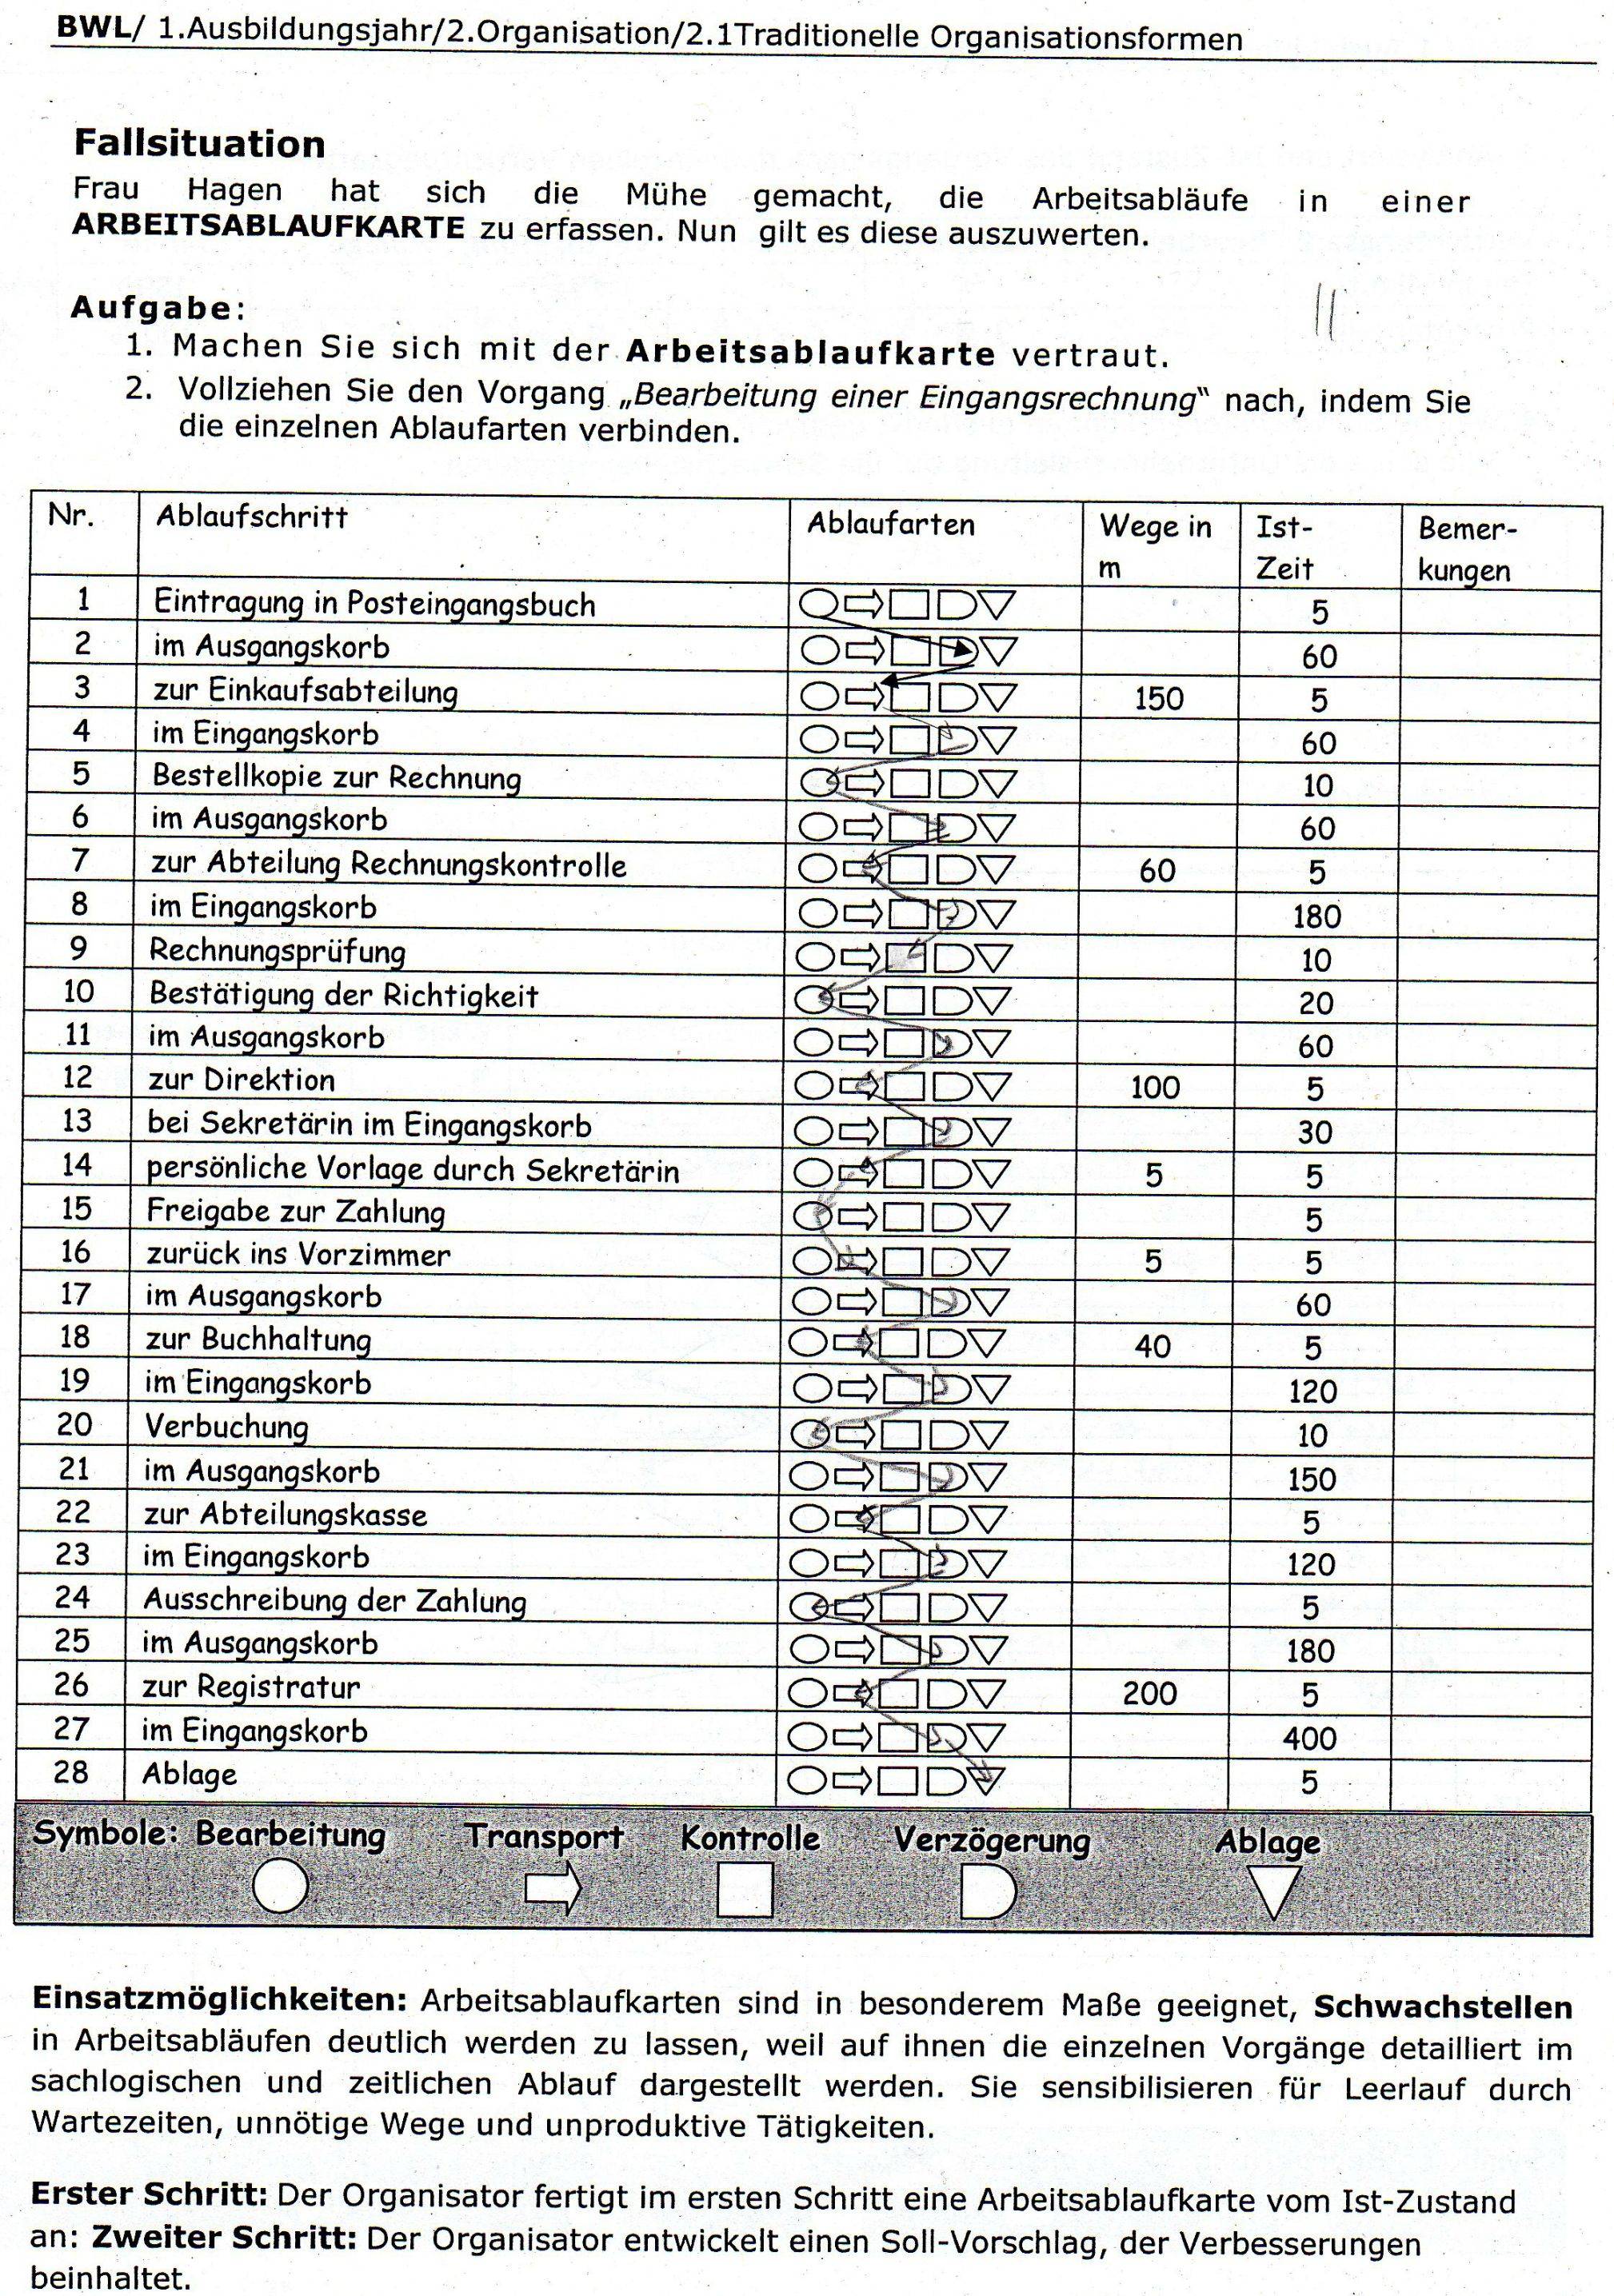 BWL/ 1.Ausbildungsjahr/2.Organisation/2.1Traditionelle Organisationsformen
Fallsituation
Frau Hagen hat sich die Mühe gemacht, die Arbeitsabläufe in einer
ARBEITSABLAUFKARTE zu erfassen. Nun gilt es diese auszuwerten.
Aufgabe:
1. Machen Sie sich mit der Arbeitsablaufkarte vertraut.
2. Vollziehen Sie den Vorgang „Bearbeitung einer Eingangsrechnung“ nach, indem Sie
die einzelnen Ablaufarten verbinden.
Nr. Ablaufschritt Ablaufarten Wege in m Ist-Zeit Bemer-kungen
1 Eintragung in Posteingangsbuch 5
2 im Ausgangskorb 60
3 zur Einkaufsabteilung 150 5
4 im Eingangskorb 60
5 Bestellkopie zur Rechnung 10
6 im Ausgangskorb 60
7 zur Abteilung Rechnungskontrolle 60 5
8 im Eingangskorb 180
9 Rechnungsprüfung 10
10 Bestätigung der Richtigkeit 20
11 im Ausgangskorb 60
12 zur Direktion 100 5
13 bei Sekretärin im Eingangskorb 30
14 persönliche Vorlage durch Sekretärin 5 5
15 Freigabe zur Zahlung 5
16 zurück ins Vorzimmer 5 5
17 im Ausgangskorb 60
18 zur Buchhaltung 40 5
19 im Eingangskorb 120
20 Verbuchung 10
21 im Ausgangskorb 150
22 zur Abteilungskasse 5
23 im Eingangskorb 120
24 Ausschreibung der Zahlung 5
25 im Ausgangskorb 180
26 zur Registratur 200 5
27 im Eingangskorb 400
28 Ablage 5
Symbole: Bearbeitung Transport Kontrolle Verzögerung Ablage
Einsatzmöglichkeiten: Arbeitsablaufkarten sind in besonderem Maße geeignet, Schwachstellen
in Arbeitsabläufen deutlich werden zu lassen, weil auf ihnen die einzelnen Vorgänge detailliert im
sachlogischen und zeitlichen Ablauf dargestellt werden. Sie sensibilisieren für Leerlauf durch
Wartezeiten, unnötige Wege und unproduktive Tätigkeiten.
Erster Schritt: Der Organisator fertigt im ersten Schritt eine Arbeitsablaufkarte vom Ist-Zustand
an: Zweiter Schritt: Der Organisator entwickelt einen Soll-Vorschlag, der Verbesserungen
beinhaltet.